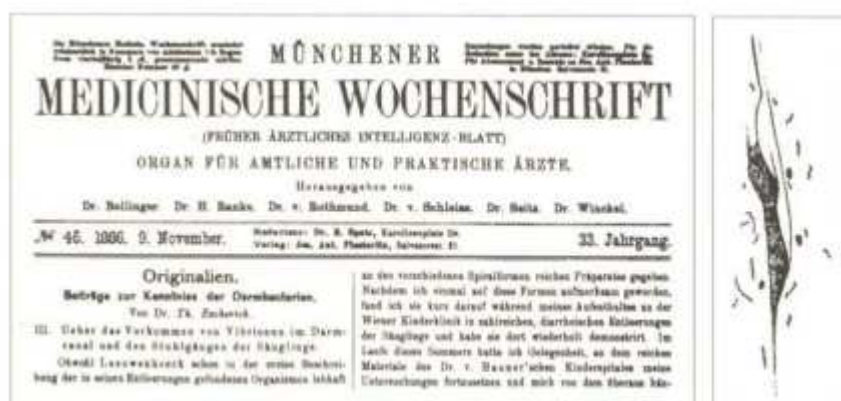 MÜNCHENER
MEDICINISCHE WOCHENSCHRIFT
(FRÜHER ÄRZTLICHES INTELLIGENZ-BLATT)
ORGAN FÜR AMTLICHE UND PRAKTISCHE ÄRZTE.
Herausgegeben von
Dr. Bollinger Dr. H. Ranke. Dr. v. Rothmund. Dr. v. Schleiss. Dr. Seitz. Dr. Winckel.
№ 45. 1886. 9. November.
33. Jahrgang.
Originalien.
Beiträge zur Kenntniss der Darmbacterien.
Von Dr. Th. Escherich.
III. Ueber das Vorkommen von Vibrionen im Darm-
canal und den Stuhlgängen der Säuglinge.
Obwohl Leeuwenhoeck schon in der ersten Beschrei-
bung der in seinen Entleerungen gefundenen Organismen lebhaft
an den verschiedenen Spiralformen reichen Präparates gegeben.
Nachdem ich einmal auf diese Formen aufmerksam geworden,
fand ich sie kurz darauf während meines Aufenthaltes an der
Wiener Kinderklinik in zahlreichen, diarrhoischen Entleerungen
der Säuglinge und habe sie dort wiederholt demonstrirt. Im
Laufe dieses Sommers hatte ich Gelegenheit, an dem reichen
Materiale des Dr. v. Hauner'schen Kinderspitales meine
Untersuchungen fortzusetzen und mich von dem überaus häu-